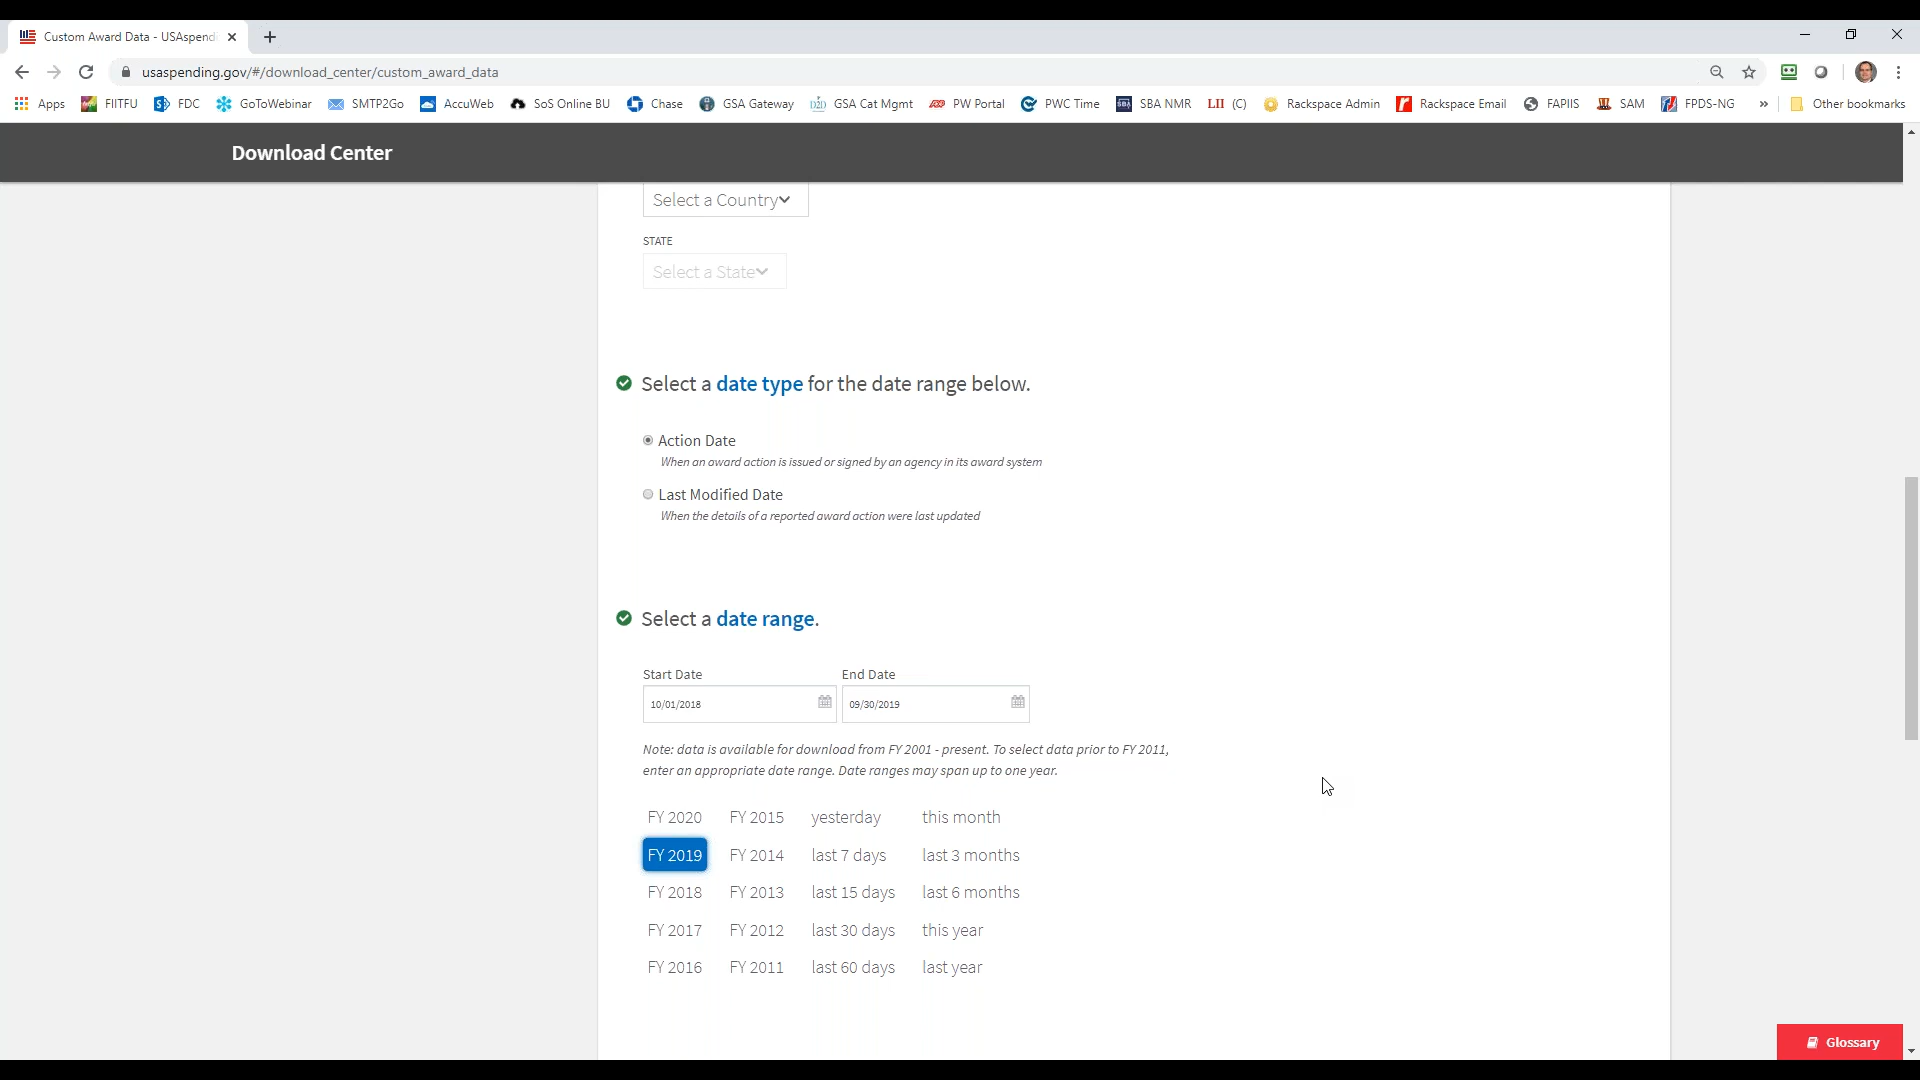 Custom Award Data - USAspend
usaspending.gov/#/download_center/custom_award_data
Apps FIITFU FDC GoToWebinar SMTP2Go AccuWeb SoS Online BU Chase GSA Gateway GSA Cat Mgmt PW Portal PWC Time SBA NMR LII (C) Rackspace Admin Rackspace Email FAPIIS SAM FPDS-NG » Other bookmarks
Download Center
Select a Country
STATE
Select a State
Select a date type for the date range below.
Action Date
When an award action is issued or signed by an agency in its award system
Last Modified Date
When the details of a reported award action were last updated
Select a date range.
Start Date End Date
10/01/2018 09/30/2019
Note: data is available for download from FY 2001 - present. To select data prior to FY 2011,
enter an appropriate date range. Date ranges may span up to one year.
FY 2020 FY 2015 yesterday this month
FY 2019 FY 2014 last 7 days last 3 months
FY 2018 FY 2013 last 15 days last 6 months
FY 2017 FY 2012 last 30 days this year
FY 2016 FY 2011 last 60 days last year
Glossary